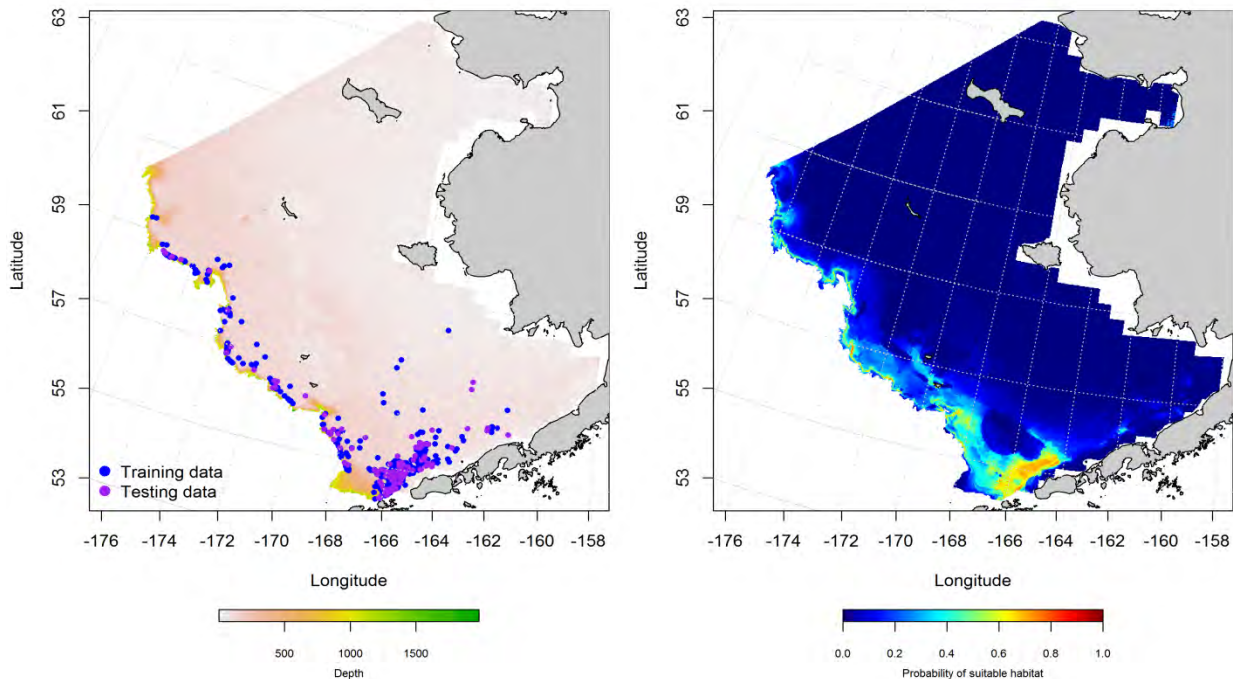 63
61
59
57
55
53
Latitude
Training data
Testing data
-176 -174 -172 -170 -168 -166 -164 -162 -160 -158
Longitude
500 1000 1500
Depth
63
61
59
57
55
53
Latitude
-176 -174 -172 -170 -168 -166 -164 -162 -160 -158
Longitude
0.0 0.2 0.4 0.6 0.8 1.0
Probability of suitable habitat